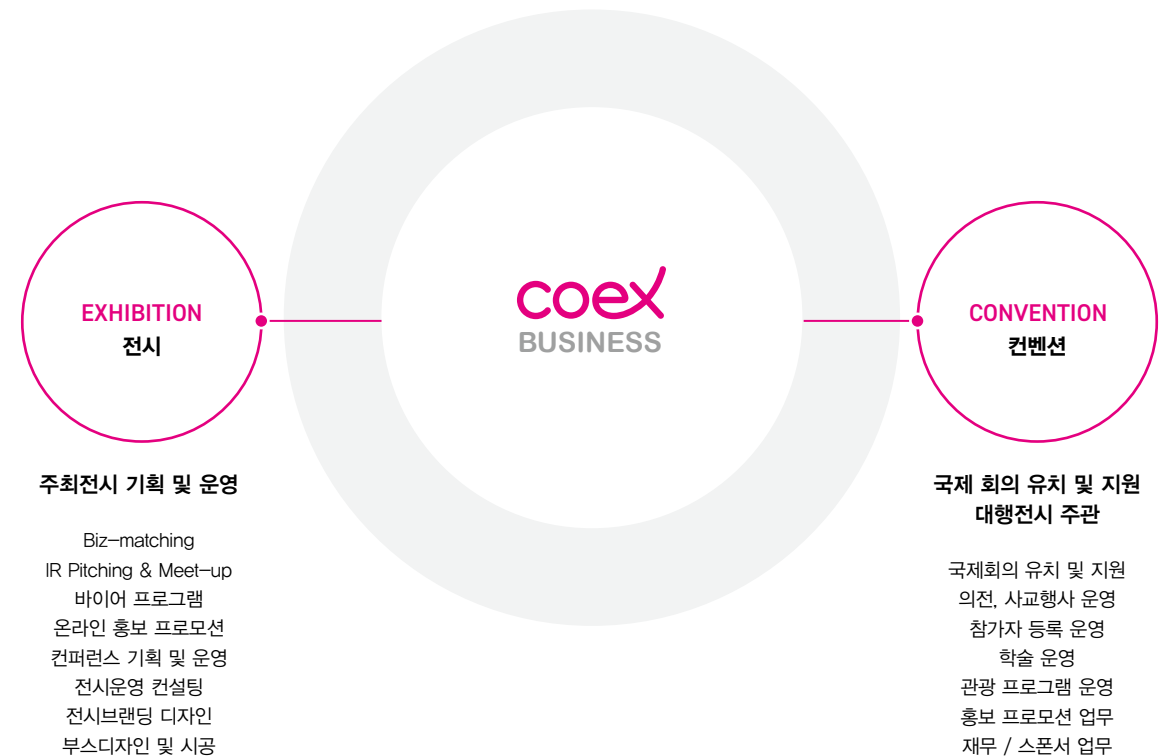 EXHIBITION
전시
주최전시 기획 및 운영
Biz-matching
IR Pitching & Meet-up
바이어 프로그램
온라인 홍보 프로모션
컨퍼런스 기획 및 운영
전시운영 컨설팅
전시브랜딩 디자인
부스디자인 및 시공
coex
BUSINESS
CONVENTION
컨벤션
국제 회의 유치 및 지원
대행전시 주관
국제회의 유치 및 지원
의전, 사교행사 운영
참가자 등록 운영
학술 운영
관광 프로그램 운영
홍보 프로모션 업무
재무 / 스폰서 업무